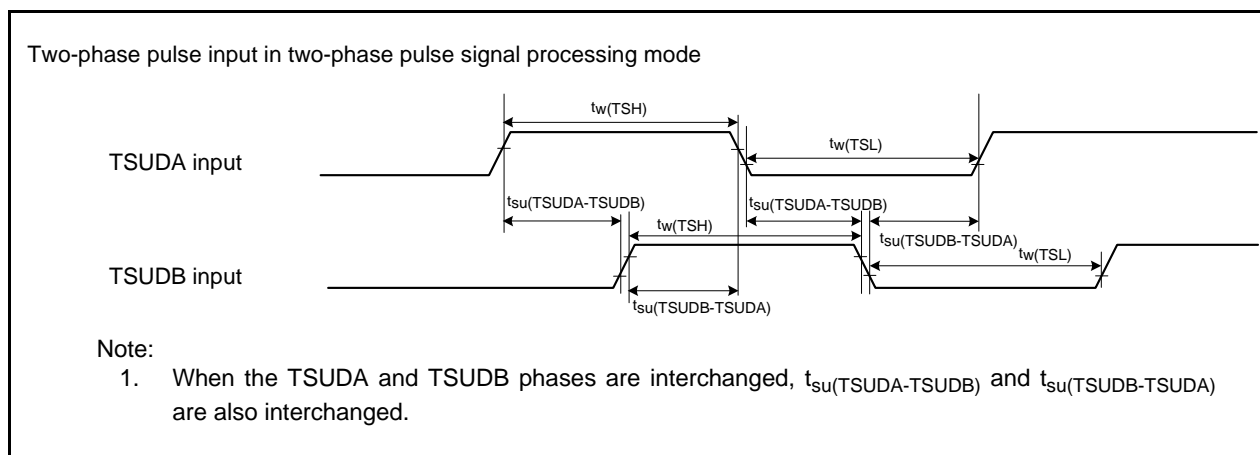 Two-phase pulse input in two-phase pulse signal processing mode
tw(TSH)
TSUDA input
tw(TSL)
tsu(TSUDA-TSUDB)
tsu(TSUDA-TSUDB)
tw(TSH)
tsu(TSUDB-TSUDA)
tw(TSL)
TSUDB input
tsu(TSUDB-TSUDA)
Note:
1. When the TSUDA and TSUDB phases are interchanged, tsu(TSUDA-TSUDB) and tsu(TSUDB-TSUDA)
are also interchanged.